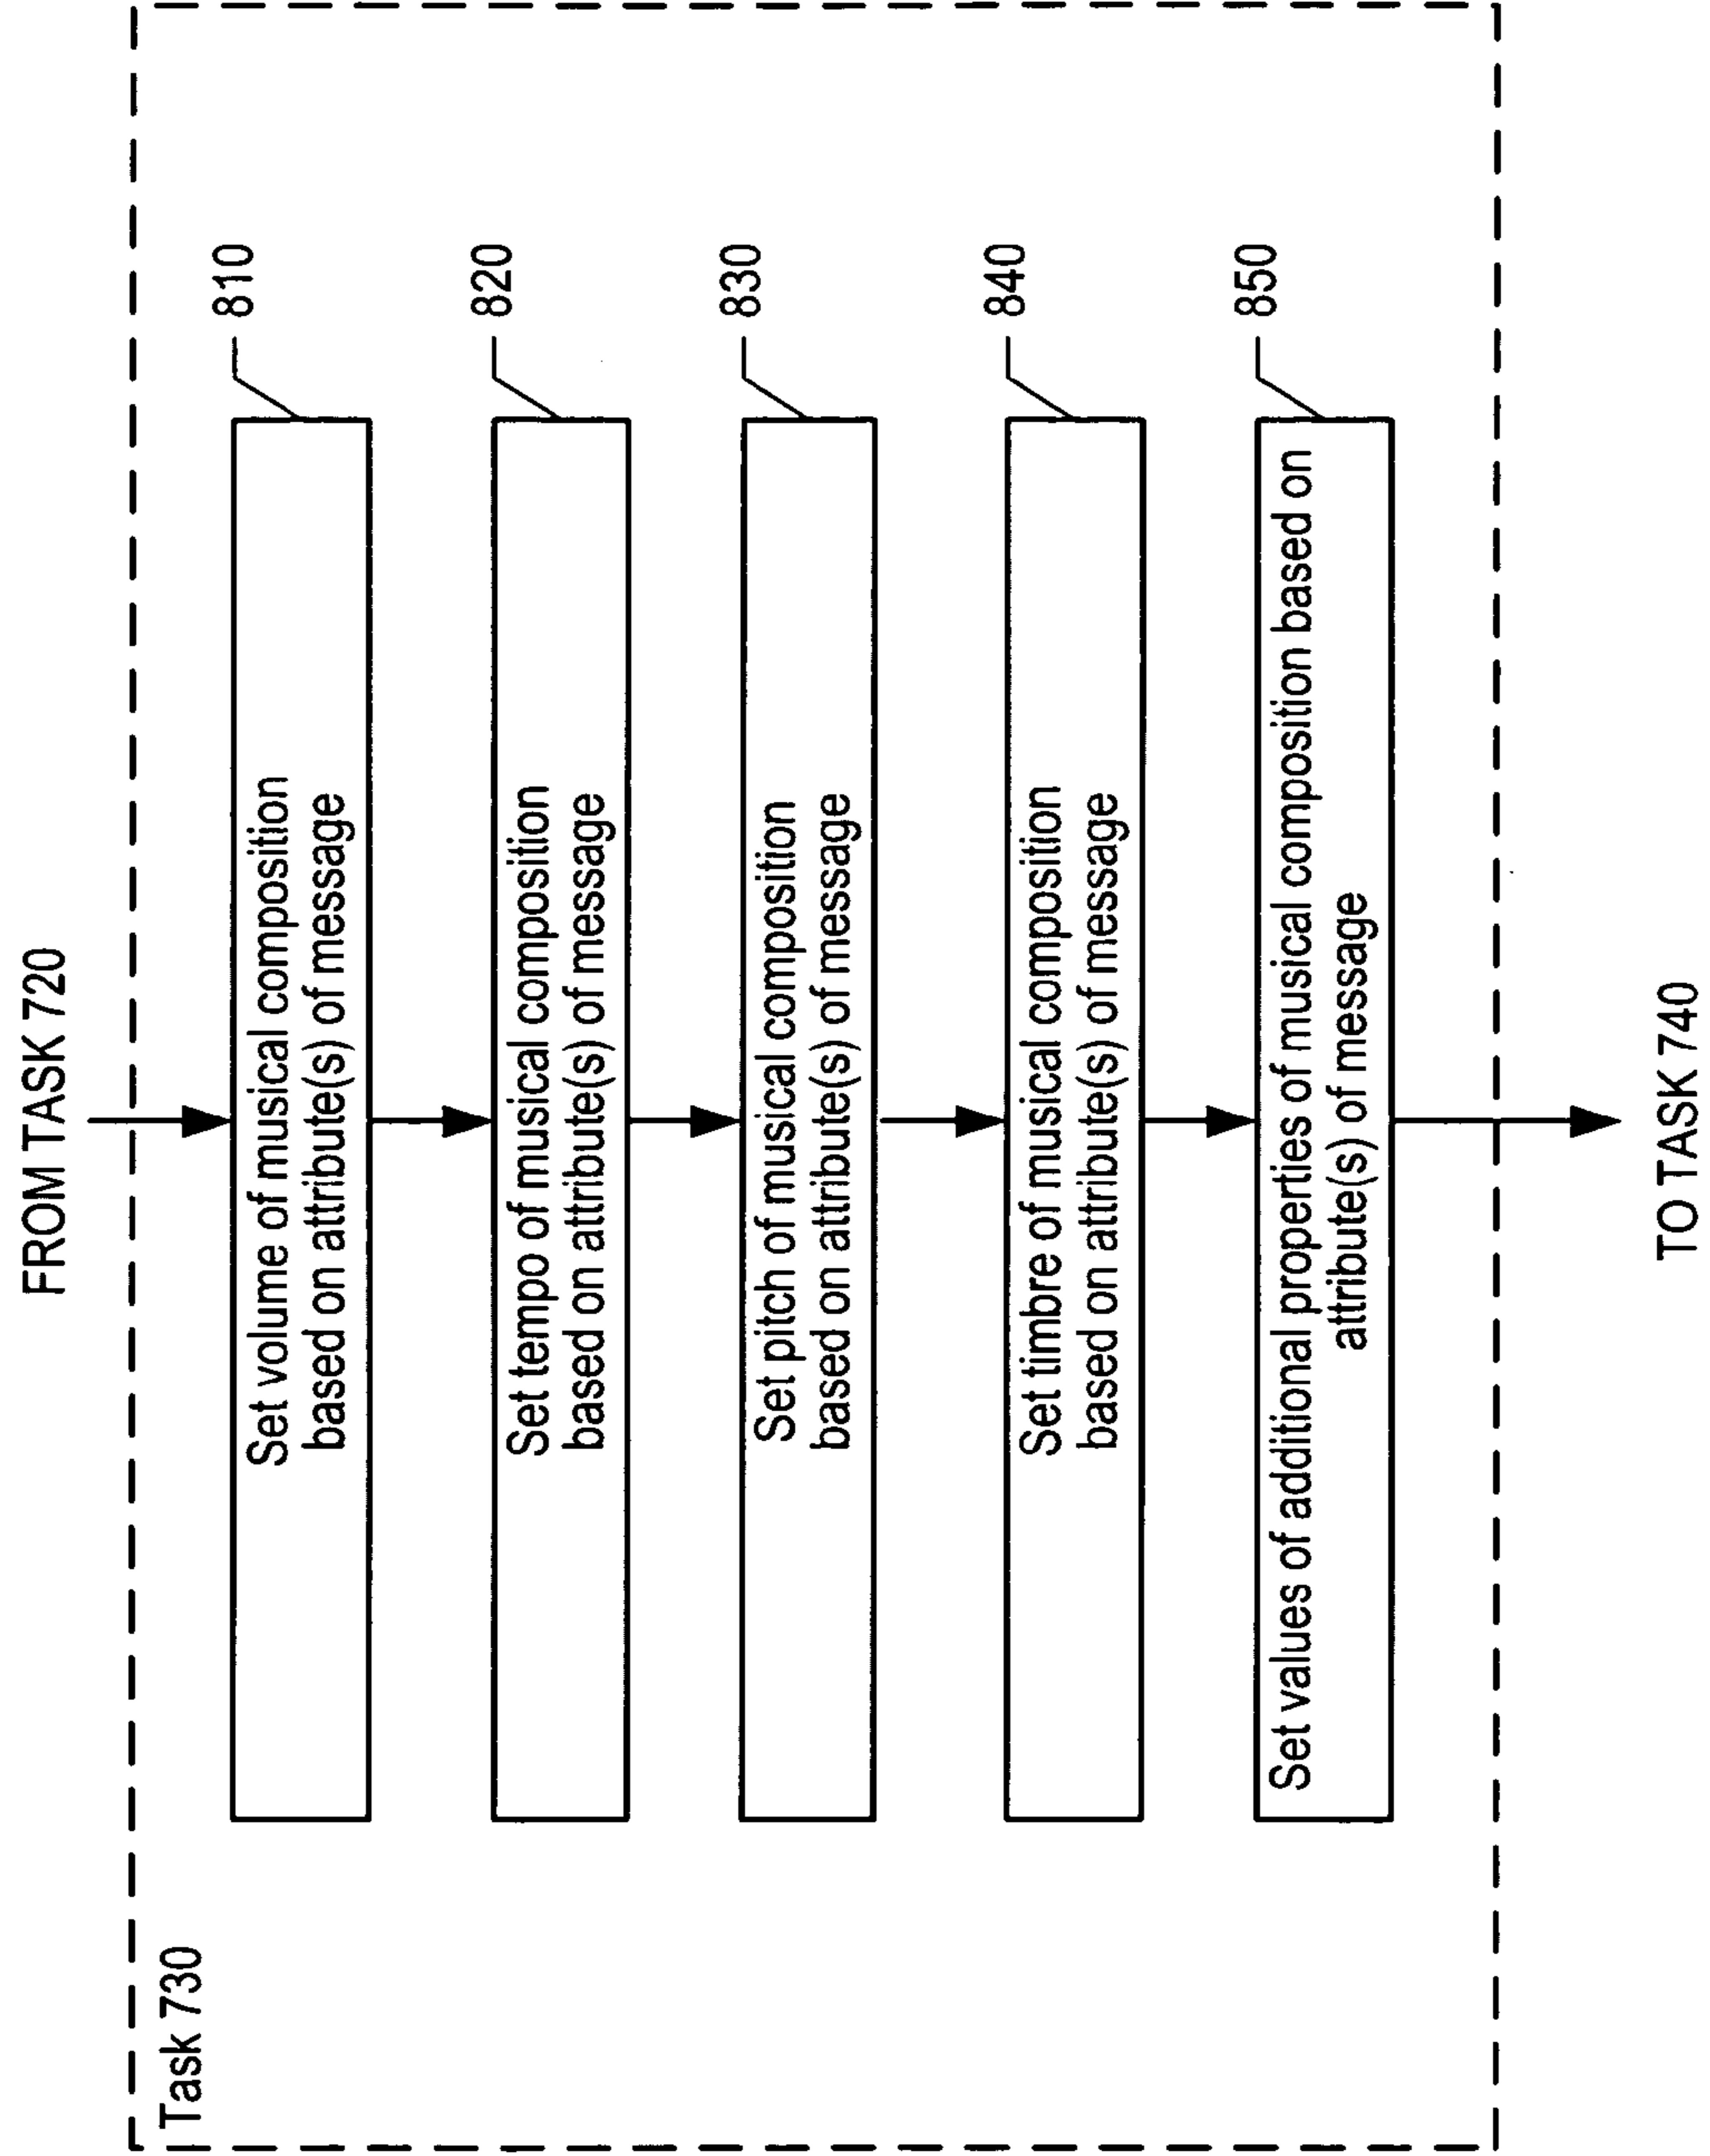 FROM TASK 720
Task 730
810
Set volume of musical composition
based on attribute(s) of message
820
Set tempo of musical composition
based on attribute(s) of message
830
Set pitch of musical composition
based on attribute(s) of message
840
Set timbre of musical composition
based on attribute(s) of message
850
Set values of additional properties of musical composition based on
attribute(s) of message
TO TASK 740